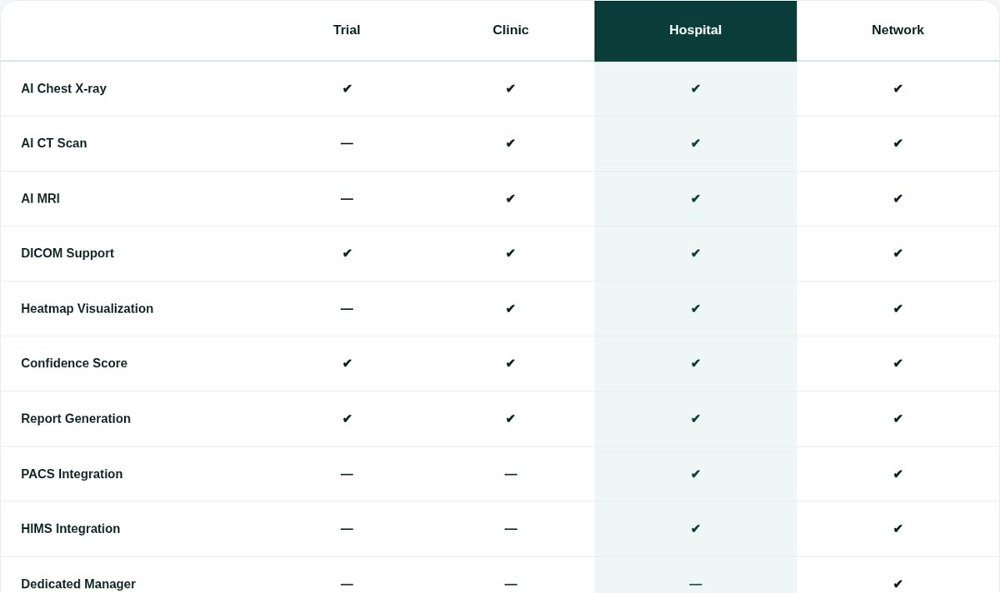 Trial Clinic Hospital Network
AI Chest X-ray ✔ ✔ ✔ ✔
AI CT Scan — ✔ ✔ ✔
AI MRI — ✔ ✔ ✔
DICOM Support ✔ ✔ ✔ ✔
Heatmap Visualization — ✔ ✔ ✔
Confidence Score ✔ ✔ ✔ ✔
Report Generation ✔ ✔ ✔ ✔
PACS Integration — — ✔ ✔
HIMS Integration — — ✔ ✔
Dedicated Manager — — — ✔